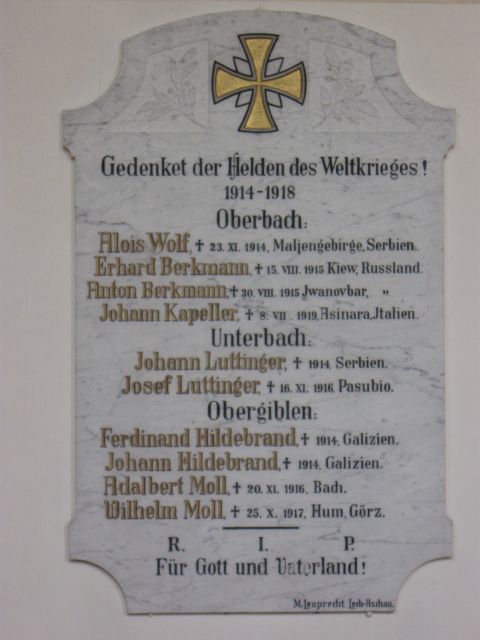 Gedenket der Helden des Weltkrieges!
1914-1918
Oberbach:
Alois Wolf, ✝ 23. XI. 1914, Maljengebirge, Serbien.
Erhard Berkmann, ✝ 15. VIII. 1915 Kiew, Russland.
Anton Berkmann, ✝ 30. VIII. 1915 Jwanovbar, "
Johann Kapeller, ✝ 8. VII. 1919, Asinara, Jtalien.
Unterbach:
Johann Luttinger, ✝ 1914. Serbien.
Josef Luttinger, ✝ 16. XI. 1916, Pasubio.
Obergiblen:
Ferdinand Hildebrand, ✝ 1914, Galizien.
Johann Hildebrand, ✝ 1914, Galizien.
Adalbert Moll, ✝ 20. XI. 1916, Bach.
Wilhelm Moll, ✝ 25. X. 1917, Hum, Görz.
R. I. P.
Für Gott und Vaterland!
M. Leuprecht. Lech-Aschau.